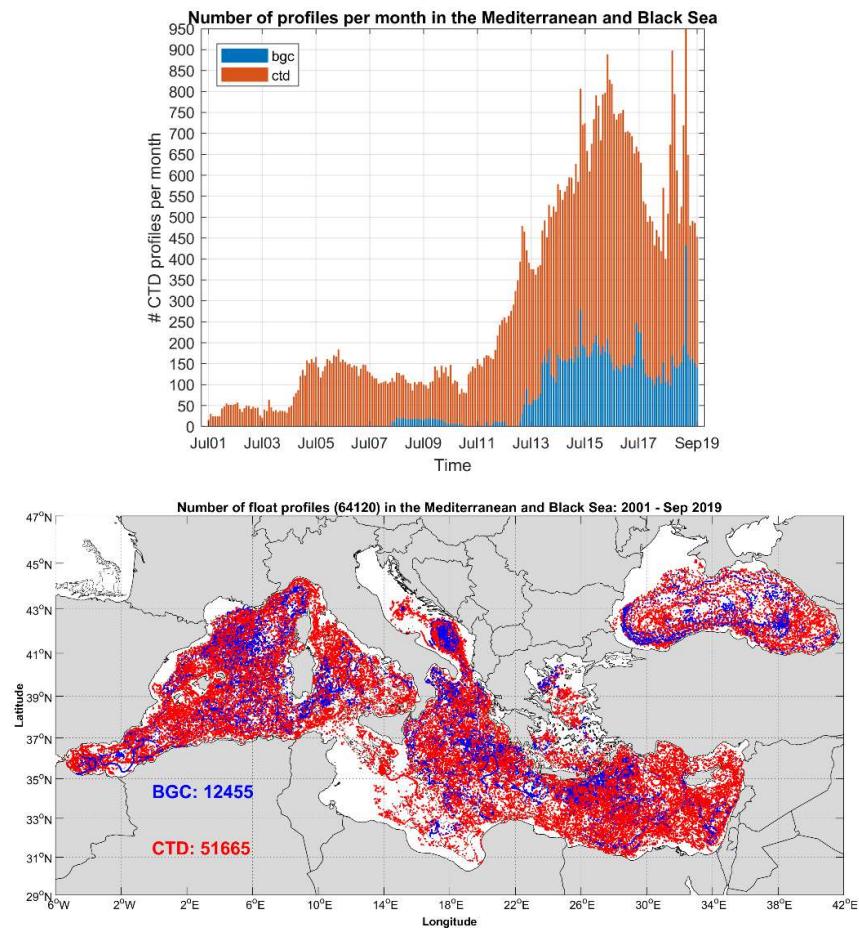 Number of profiles per month in the Mediterranean and Black Sea
950
900
850
800
750
700
650
600
550
500
450
400
350
300
250
200
150
100
50
0
# CTD profiles per month
bgc
ctd
Jul01 Jul03 Jul05 Jul07 Jul09 Jul11 Jul13 Jul15 Jul17 Sep19
Time
Number of float profiles (64120) in the Mediterranean and Black Sea: 2001 - Sep 2019
47°N
45°N
43°N
41°N
39°N
37°N
35°N
33°N
31°N
29°N
Latitude
BGC: 12455
CTD: 51665
6°W 2°W 2°E 6°E 10°E 14°E 18°E 22°E 26°E 30°E 34°E 38°E 42°E
Longitude